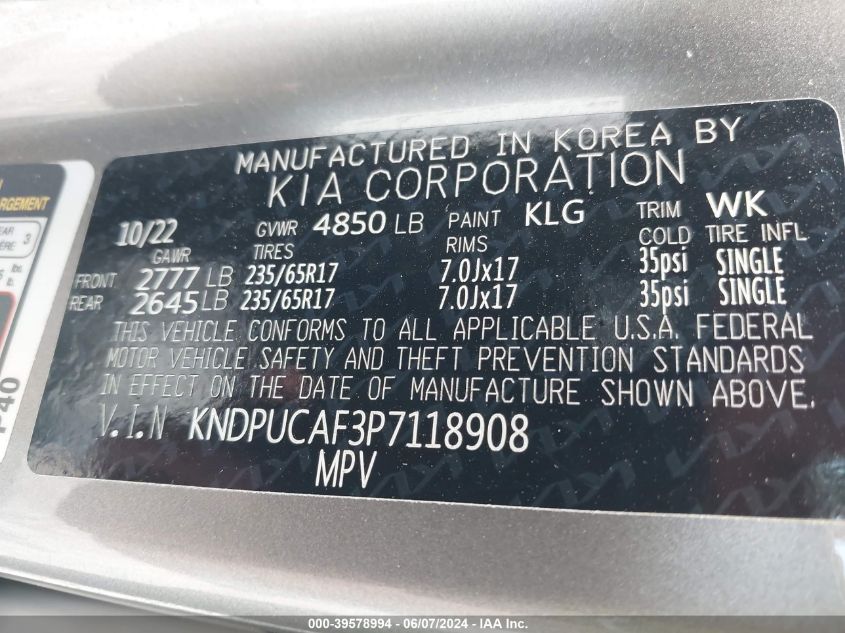 MANUFACTURED IN KOREA BY
KIA CORPORATION
10/22 GVWR 4850 LB PAINT KLG TRIM WK
GAWR TIRES RIMS COLD TIRE INFL
FRONT 2777 LB 235/65R17 7.0Jx17 35psi SINGLE
REAR 2645 LB 235/65R17 7.0Jx17 35psi SINGLE
THIS VEHICLE CONFORMS TO ALL APPLICABLE U.S.A. FEDERAL
MOTOR VEHICLE SAFETY AND THEFT PREVENTION STANDARDS
IN EFFECT ON THE DATE OF MANUFACTURE SHOWN ABOVE.
V.I.N KNDPUCAF3P7118908
MPV
000-39578994 - 06/07/2024 - IAA Inc.